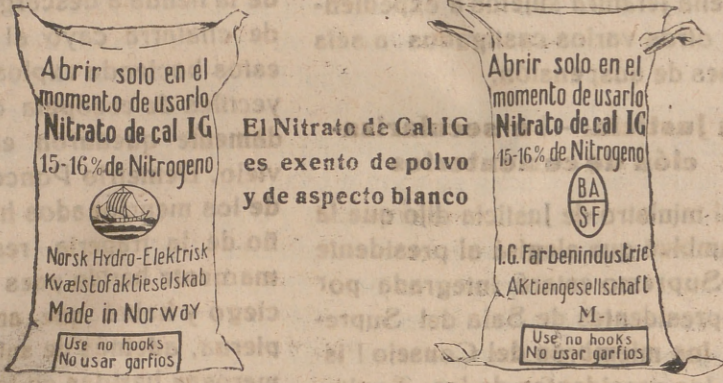 Abrir solo en el
momento de usarlo
Nitrato de cal IG
15-16% de Nitrogeno
Norsk Hydro-Elektrisk
Kvælstofaktieselskab
Made in Norway
Use no hooks
No usar garfios
El Nitrato de Cal IG
es exento de polvo
y de aspecto blanco
Abrir solo en el
momento de usarlo
Nitrato de cal IG
15-16% de Nitrogeno
BA
SF
I.G. Farbenindustrie
Aktiengesellschaft
M.
Use no hooks
No usar garfios